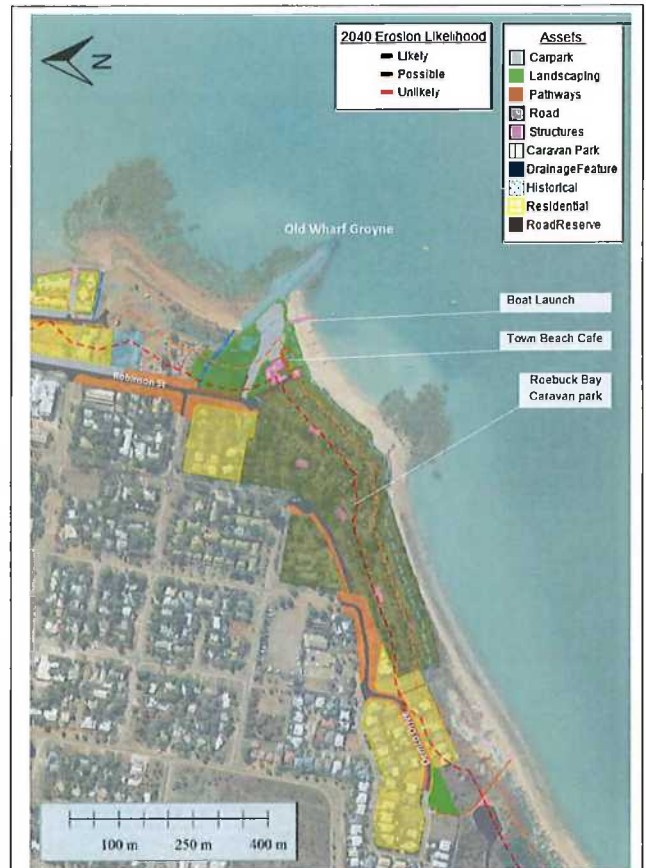 N
2040 Erosion Likelihood
Likely
Possible
Unlikely
Assets
Carpark
Landscaping
Pathways
Road
Structures
Caravan Park
DrainageFeature
Historical
Residential
RoadReserve
Old Wharf Groyne
Boat Launch
Town Beach Cafe
Roebuck Bay
Caravan park
Robinson St
100 m
250 m
400 m